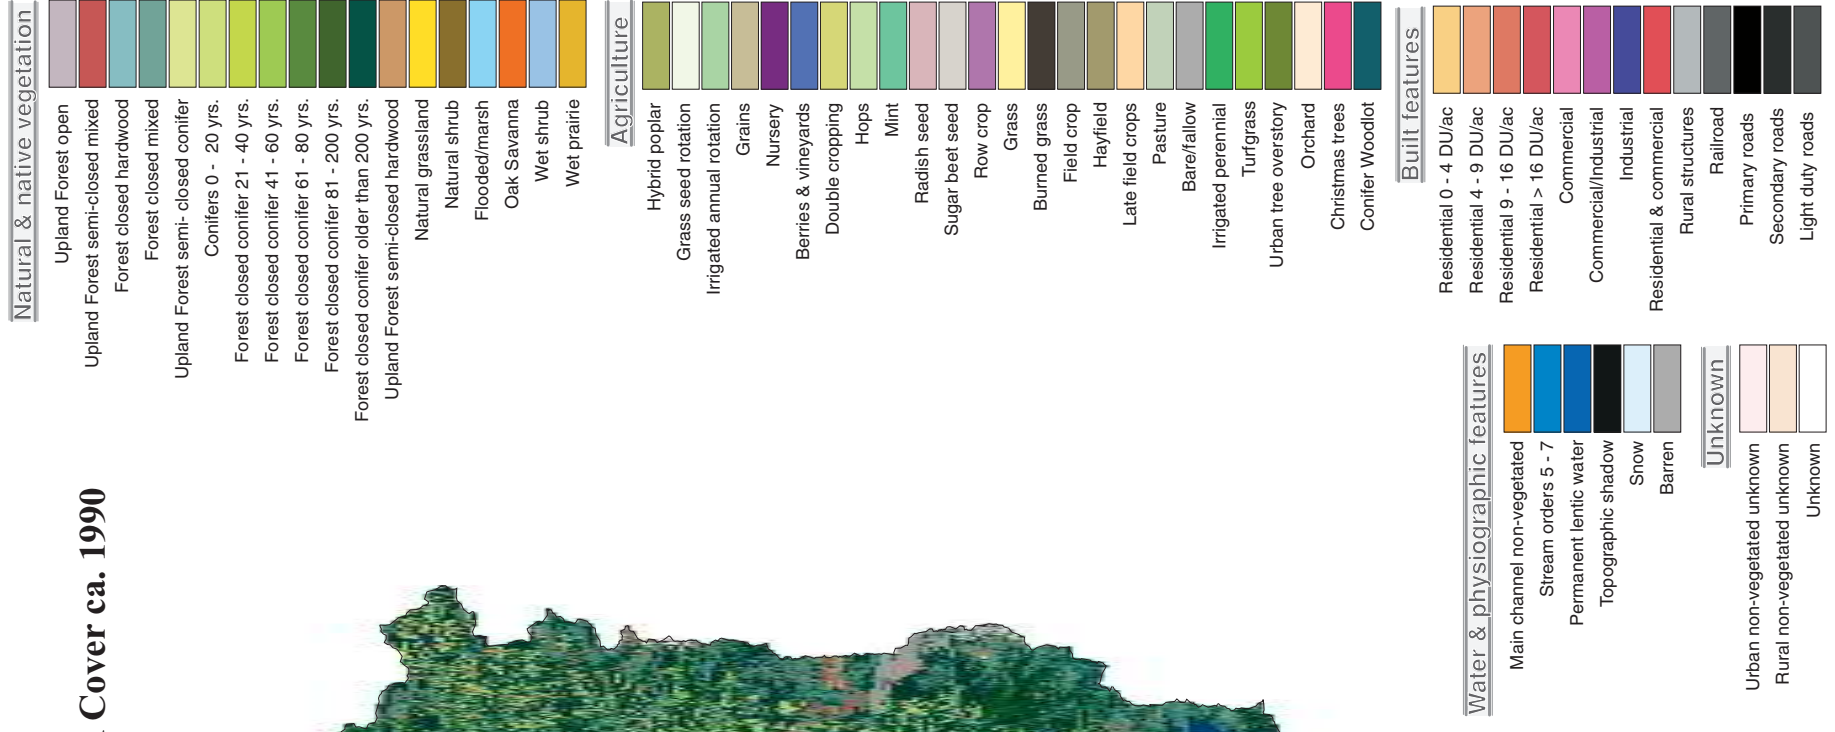 Natural & native vegetation
Upland Forest open
Upland Forest semi-closed mixed
Forest closed hardwood
Forest closed mixed
Upland Forest semi- closed conifer
Conifers 0 - 20 yrs.
Forest closed conifer 21 - 40 yrs.
Forest closed conifer 41 - 60 yrs.
Forest closed conifer 61 - 80 yrs.
Forest closed conifer 81 - 200 yrs.
Forest closed conifer older than 200 yrs.
Upland Forest semi-closed hardwood
Natural grassland
Natural shrub
Flooded/marsh
Oak Savanna
Wet shrub
Wet prairie
Agriculture
Hybrid poplar
Grass seed rotation
Irrigated annual rotation
Grains
Nursery
Berries & vineyards
Double cropping
Hops
Mint
Radish seed
Sugar beet seed
Row crop
Grass
Burned grass
Field crop
Hayfield
Late field crops
Pasture
Bare/fallow
Irrigated perennial
Turfgrass
Urban tree overstory
Orchard
Christmas trees
Conifer Woodlot
Built features
Residential 0 - 4 DU/ac
Residential 4 - 9 DU/ac
Residential 9 - 16 DU/ac
Residential > 16 DU/ac
Commercial
Commercial/Industrial
Industrial
Residential & commercial
Rural structures
Railroad
Primary roads
Secondary roads
Light duty roads
Water & physiographic features
Main channel non-vegetated
Stream orders 5 - 7
Permanent lentic water
Topographic shadow
Snow
Barren
Unknown
Urban non-vegetated unknown
Rural non-vegetated unknown
Unknown
Cover ca. 1990